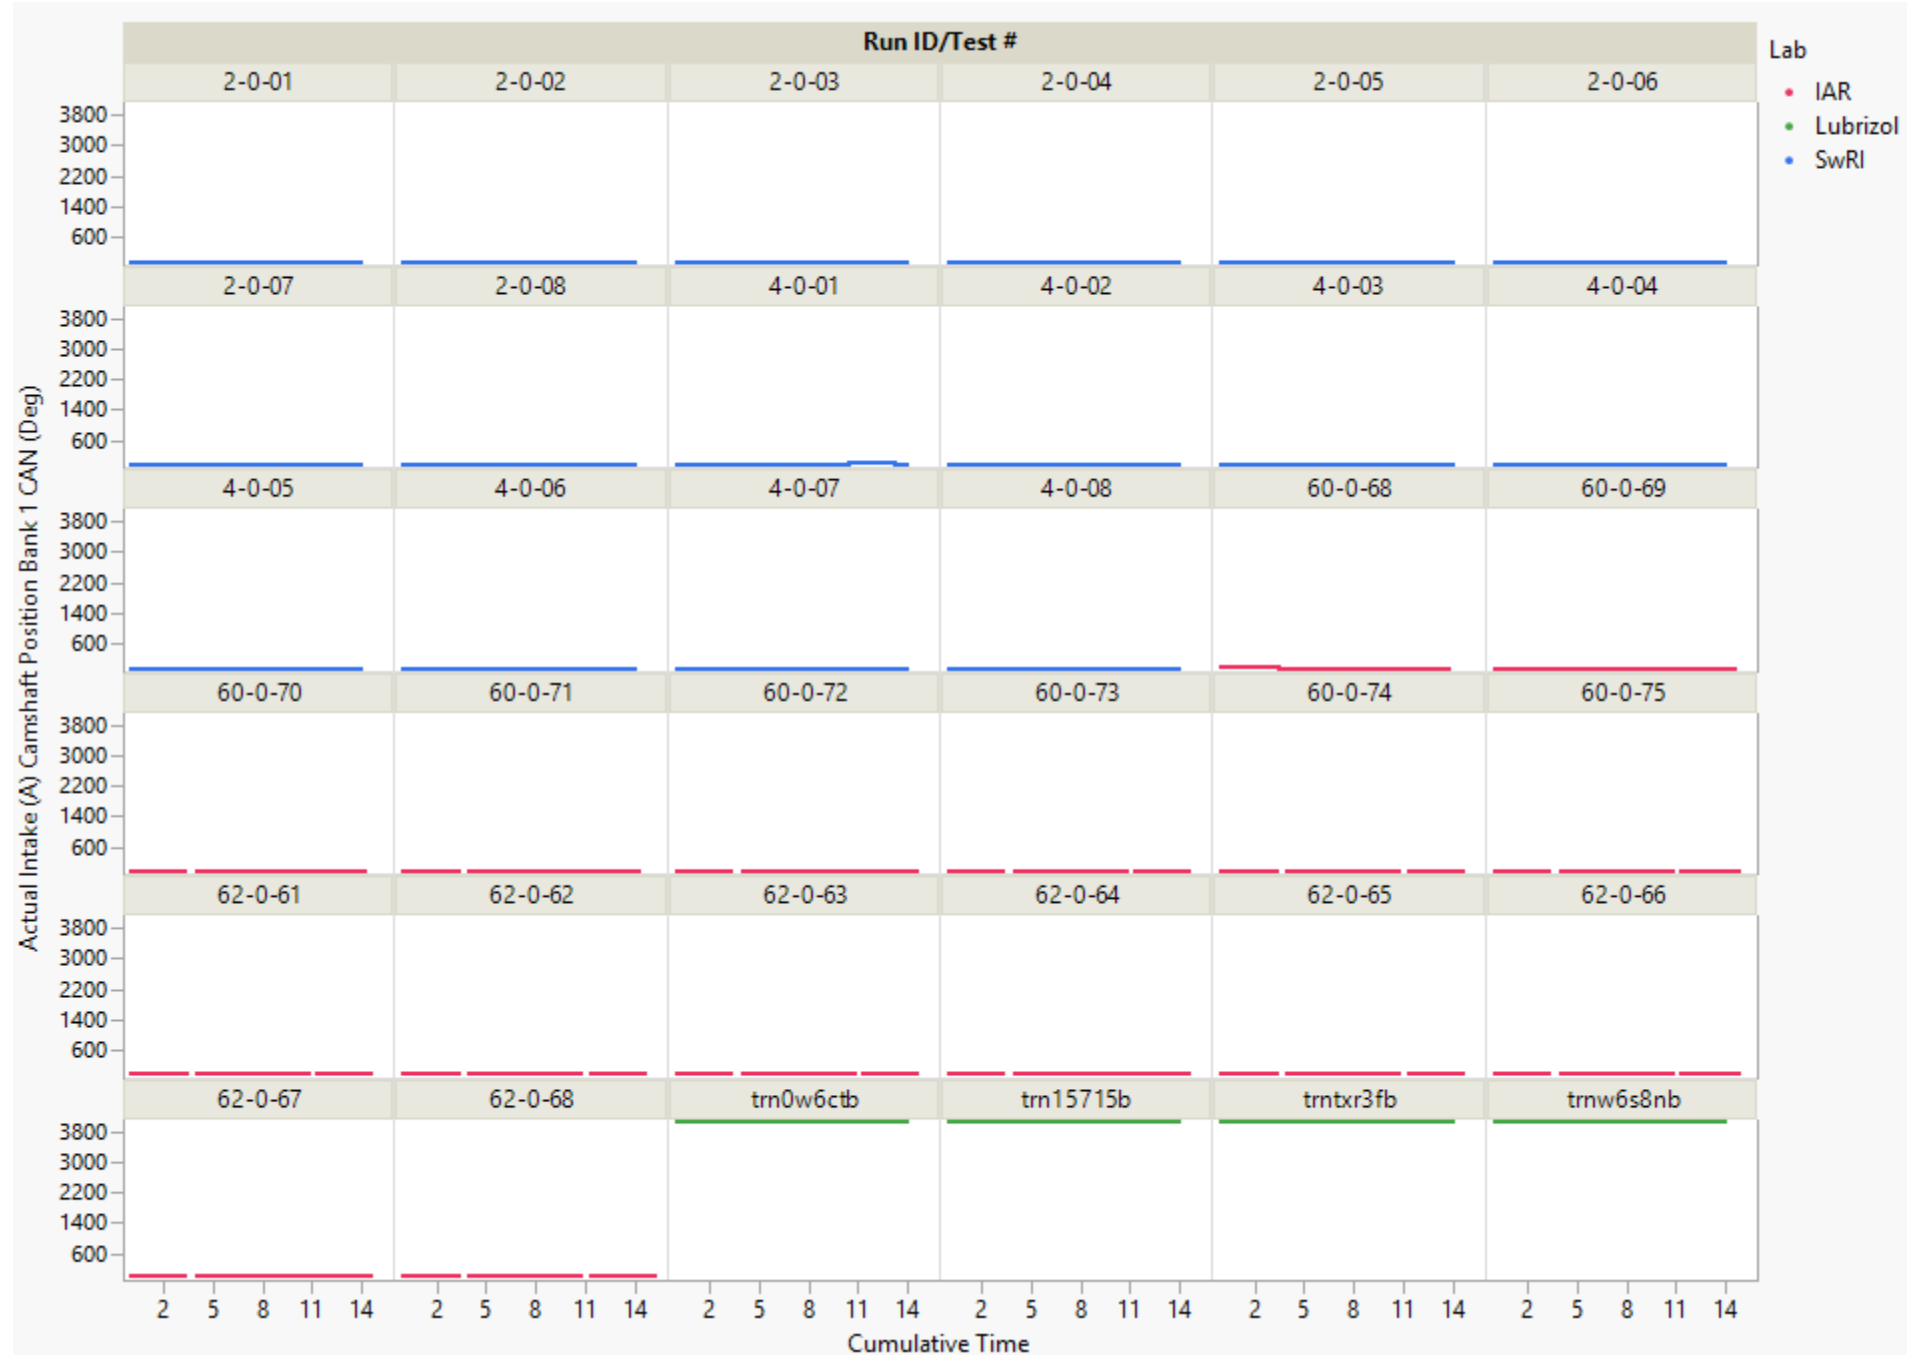 Run ID/Test #
2-0-01 2-0-02 2-0-03 2-0-04 2-0-05 2-0-06
3800
3000
2200
1400
600
2-0-07 2-0-08 4-0-01 4-0-02 4-0-03 4-0-04
3800
3000
2200
1400
600
4-0-05 4-0-06 4-0-07 4-0-08 60-0-68 60-0-69
3800
3000
2200
1400
600
60-0-70 60-0-71 60-0-72 60-0-73 60-0-74 60-0-75
3800
3000
2200
1400
600
62-0-61 62-0-62 62-0-63 62-0-64 62-0-65 62-0-66
3800
3000
2200
1400
600
62-0-67 62-0-68 trn0w6ctb trn15715b trntxr3fb trnw6s8nb
3800
3000
2200
1400
600
2 5 8 11 14 2 5 8 11 14 2 5 8 11 14 2 5 8 11 14 2 5 8 11 14 2 5 8 11 14
Cumulative Time
Actual Intake (A) Camshaft Position Bank 1 CAN (Deg)
Lab
IAR
Lubrizol
SwRI